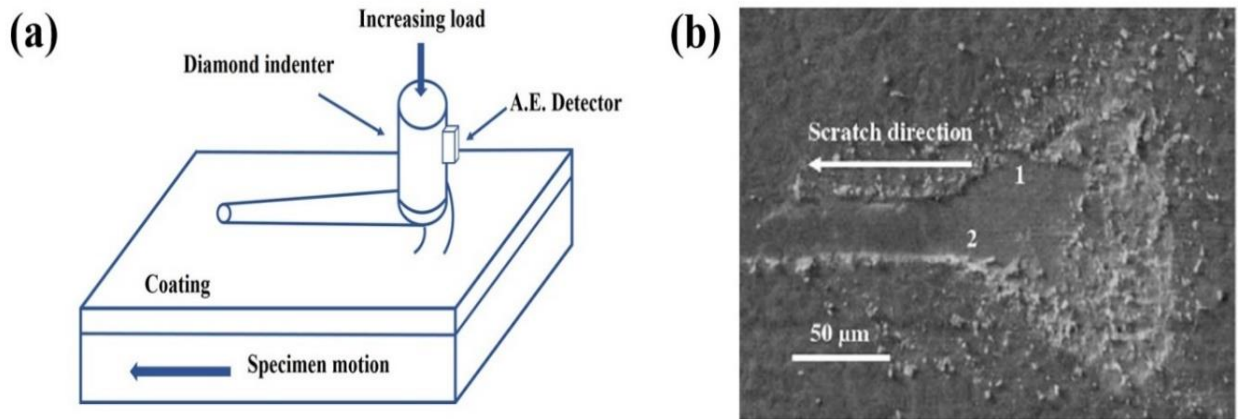 (a)
Increasing load
Diamond indenter
A.E. Detector
Coating
Specimen motion
(b)
Scratch direction
1
2
50 μm